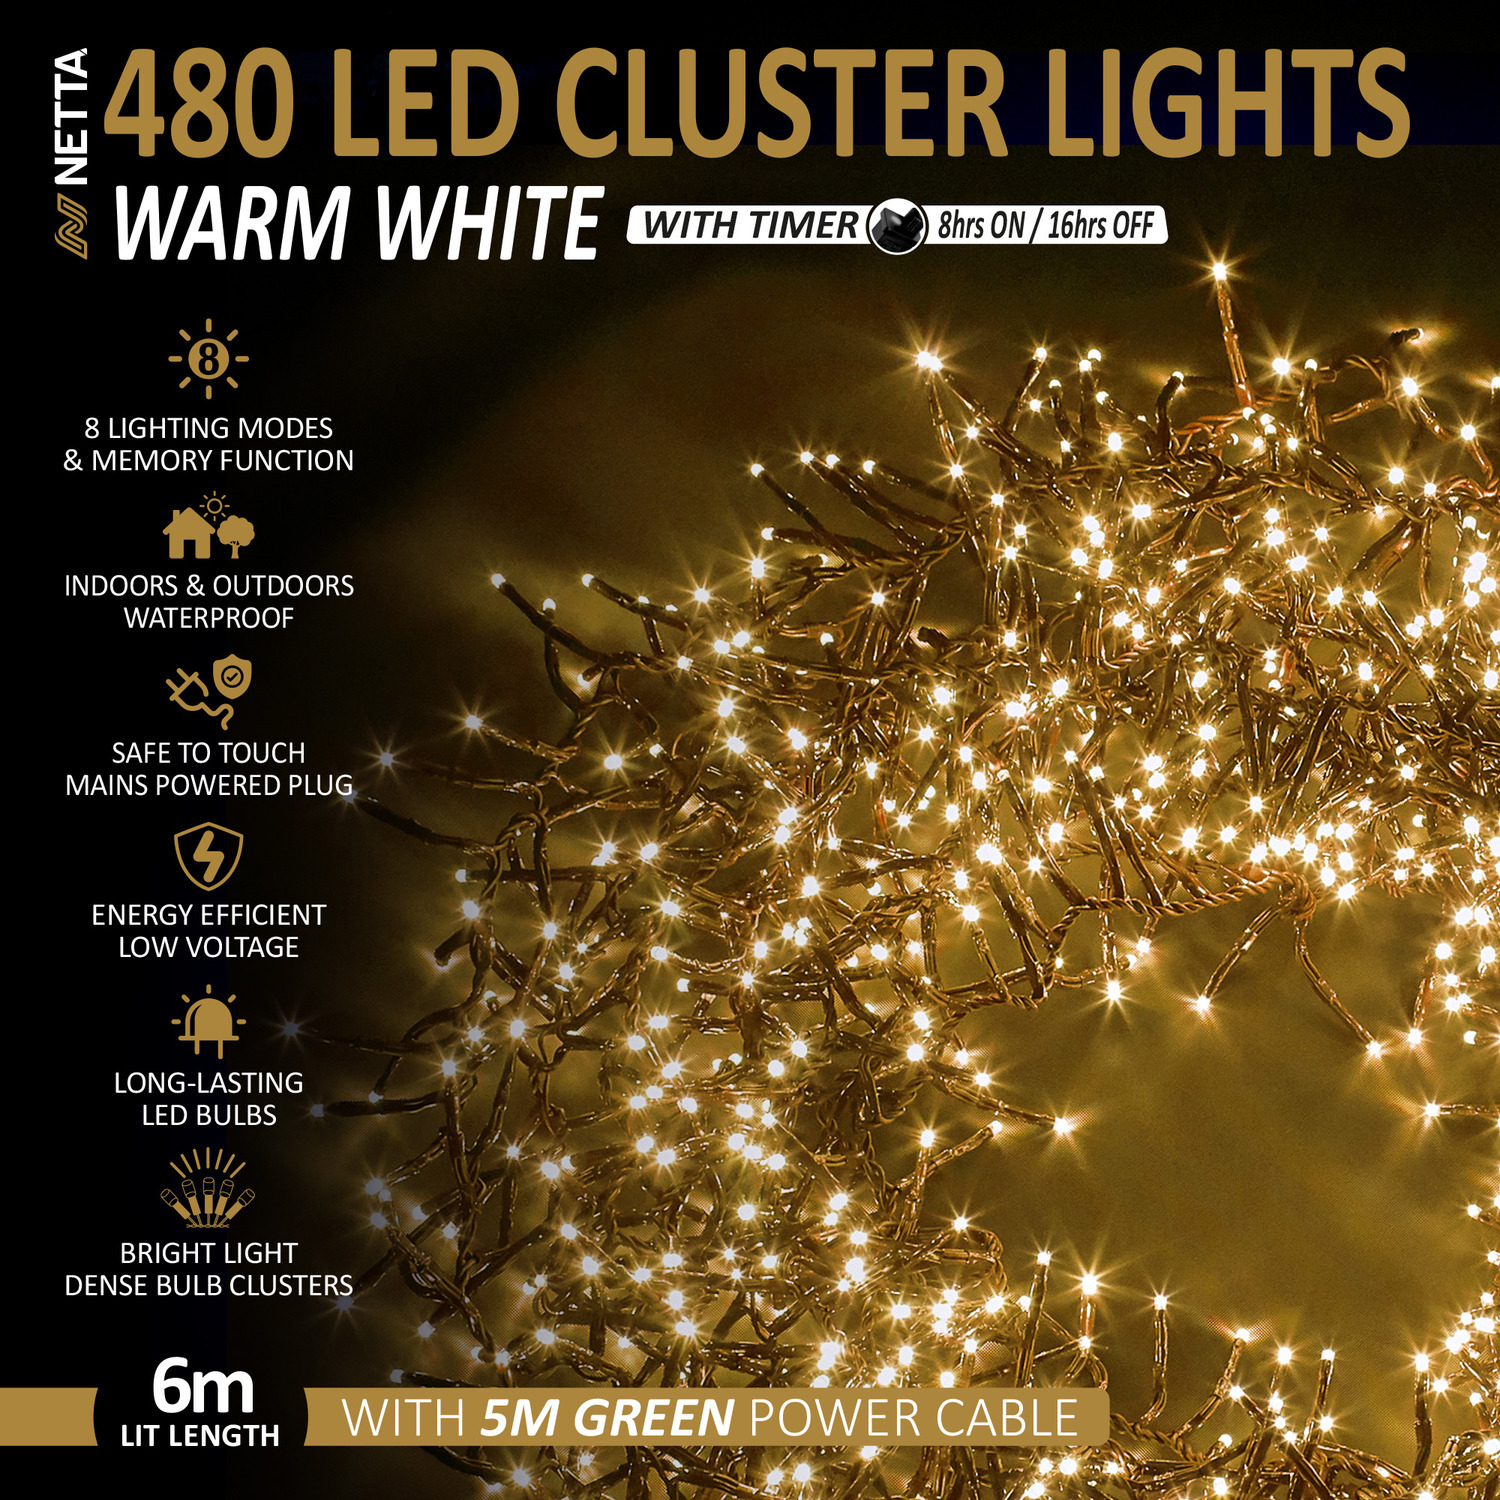 NETTA
480 LED CLUSTER LIGHTS
WARM WHITE
WITH TIMER 8hrs ON / 16hrs OFF
8
8 LIGHTING MODES
& MEMORY FUNCTION
INDOORS & OUTDOORS
WATERPROOF
SAFE TO TOUCH
MAINS POWERED PLUG
ENERGY EFFICIENT
LOW VOLTAGE
LONG-LASTING
LED BULBS
BRIGHT LIGHT
DENSE BULB CLUSTERS
6m
LIT LENGTH
WITH 5M GREEN POWER CABLE